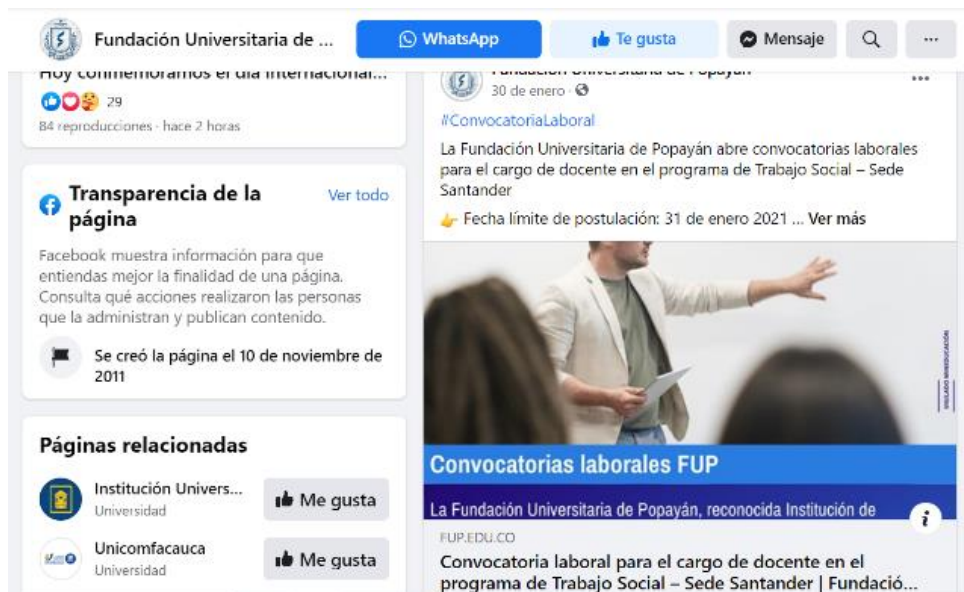 Fundación Universitaria de ...
WhatsApp
Te gusta
Mensaje
...
Hoy conmemoramos el día internacional...
29
84 reproducciones · hace 2 horas
Transparencia de la
página
Ver todo
Facebook muestra información para que
entiendas mejor la finalidad de una página.
Consulta qué acciones realizaron las personas
que la administran y publican contenido.
Se creó la página el 10 de noviembre de
2011
Páginas relacionadas
Institución Univers...
Universidad
Me gusta
Unicomfacauca
Universidad
Me gusta
Fundación Universitaria de Popayán
30 de enero ·
#ConvocatoriaLaboral
La Fundación Universitaria de Popayán abre convocatorias laborales
para el cargo de docente en el programa de Trabajo Social – Sede
Santander
👉 Fecha límite de postulación: 31 de enero 2021 ... Ver más
VIGILADO MINEDUCACIÓN
Convocatorias laborales FUP
La Fundación Universitaria de Popayán, reconocida Institución de
FUP.EDU.CO
Convocatoria laboral para el cargo de docente en el
programa de Trabajo Social – Sede Santander | Fundació...